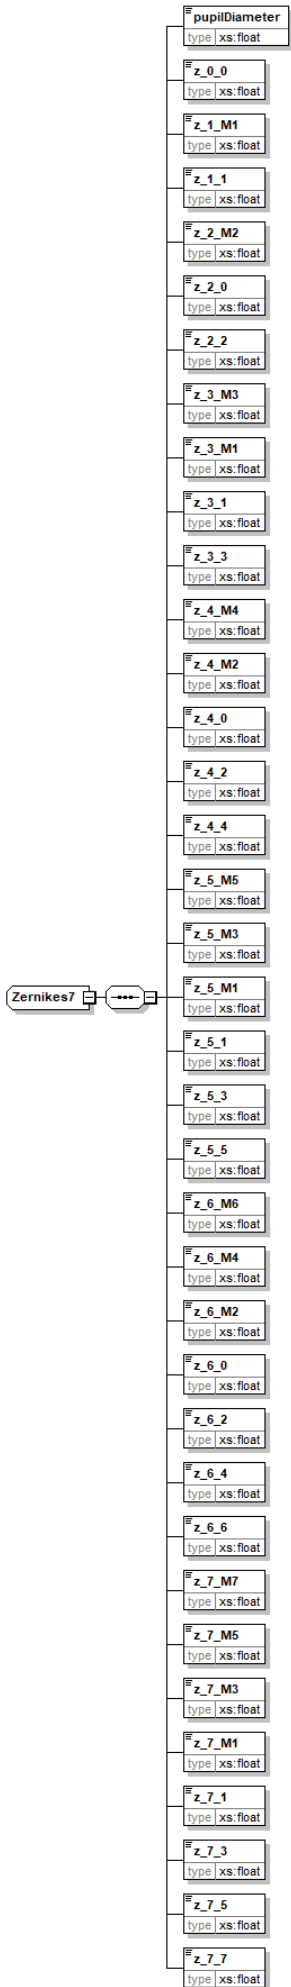 pupilDiameter
type xs:float
z_0_0
type xs:float
z_1_M1
type xs:float
z_1_1
type xs:float
z_2_M2
type xs:float
z_2_0
type xs:float
z_2_2
type xs:float
z_3_M3
type xs:float
z_3_M1
type xs:float
z_3_1
type xs:float
z_3_3
type xs:float
z_4_M4
type xs:float
z_4_M2
type xs:float
z_4_0
type xs:float
z_4_2
type xs:float
z_4_4
type xs:float
z_5_M5
type xs:float
z_5_M3
type xs:float
Zernikes7
z_5_M1
type xs:float
z_5_1
type xs:float
z_5_3
type xs:float
z_5_5
type xs:float
z_6_M6
type xs:float
z_6_M4
type xs:float
z_6_M2
type xs:float
z_6_0
type xs:float
z_6_2
type xs:float
z_6_4
type xs:float
z_6_6
type xs:float
z_7_M7
type xs:float
z_7_M5
type xs:float
z_7_M3
type xs:float
z_7_M1
type xs:float
z_7_1
type xs:float
z_7_3
type xs:float
z_7_5
type xs:float
z_7_7
type xs:float